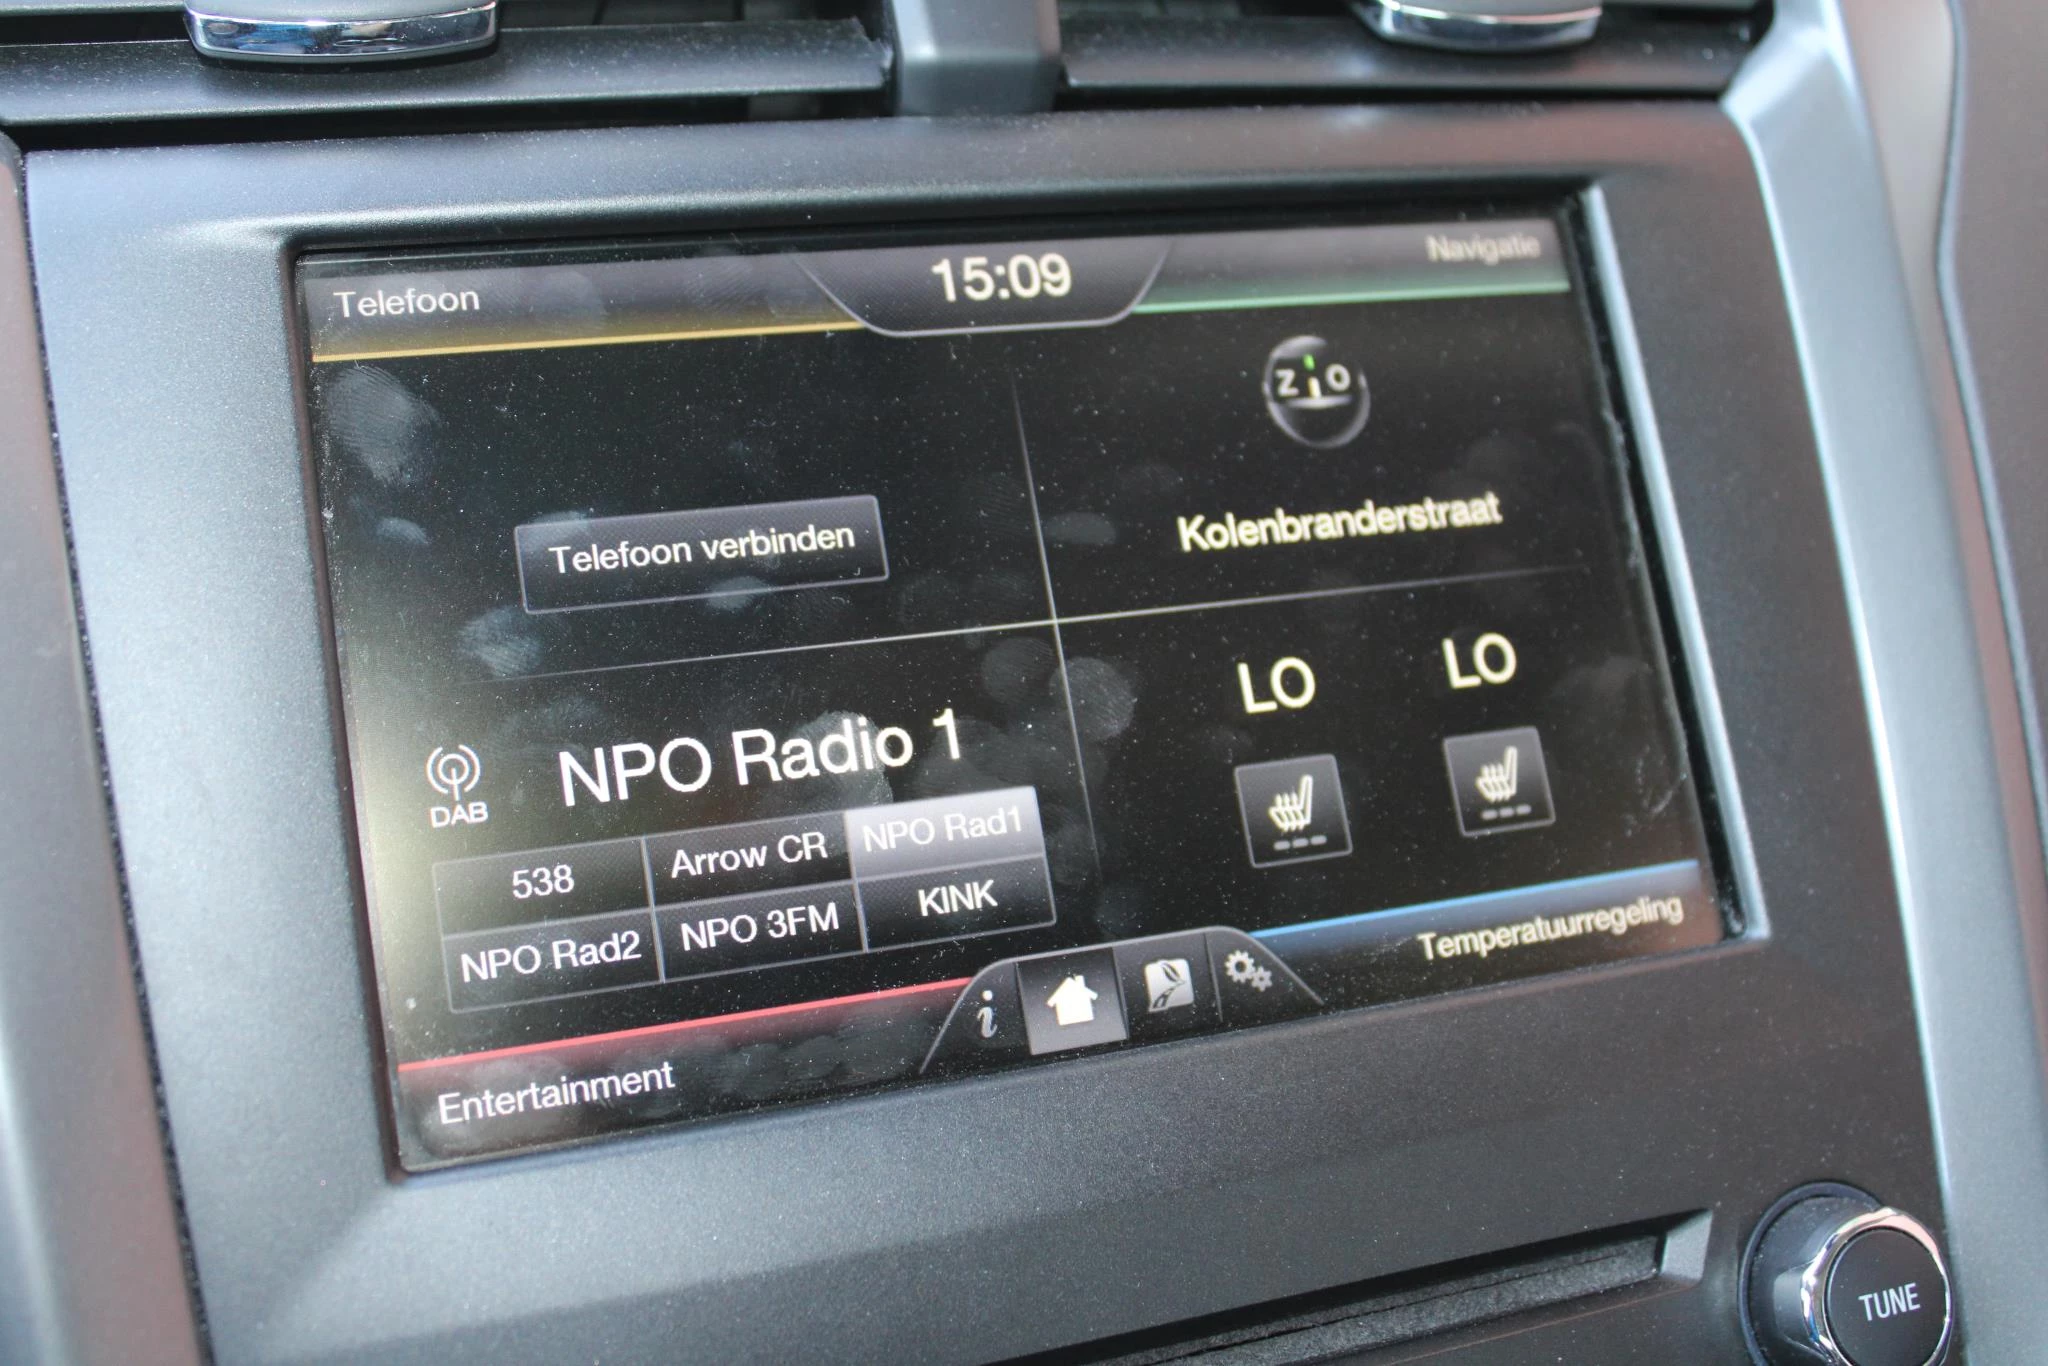 Telefoon
15:09
Navigatie
Z O
Telefoon verbinden
Kolenbranderstraat
DAB
NPO Radio 1
LO LO
538
Arrow CR
NPO Rad1
NPO Rad2
NPO 3FM
KINK
Entertainment
i
Temperatuurregeling
TUNE